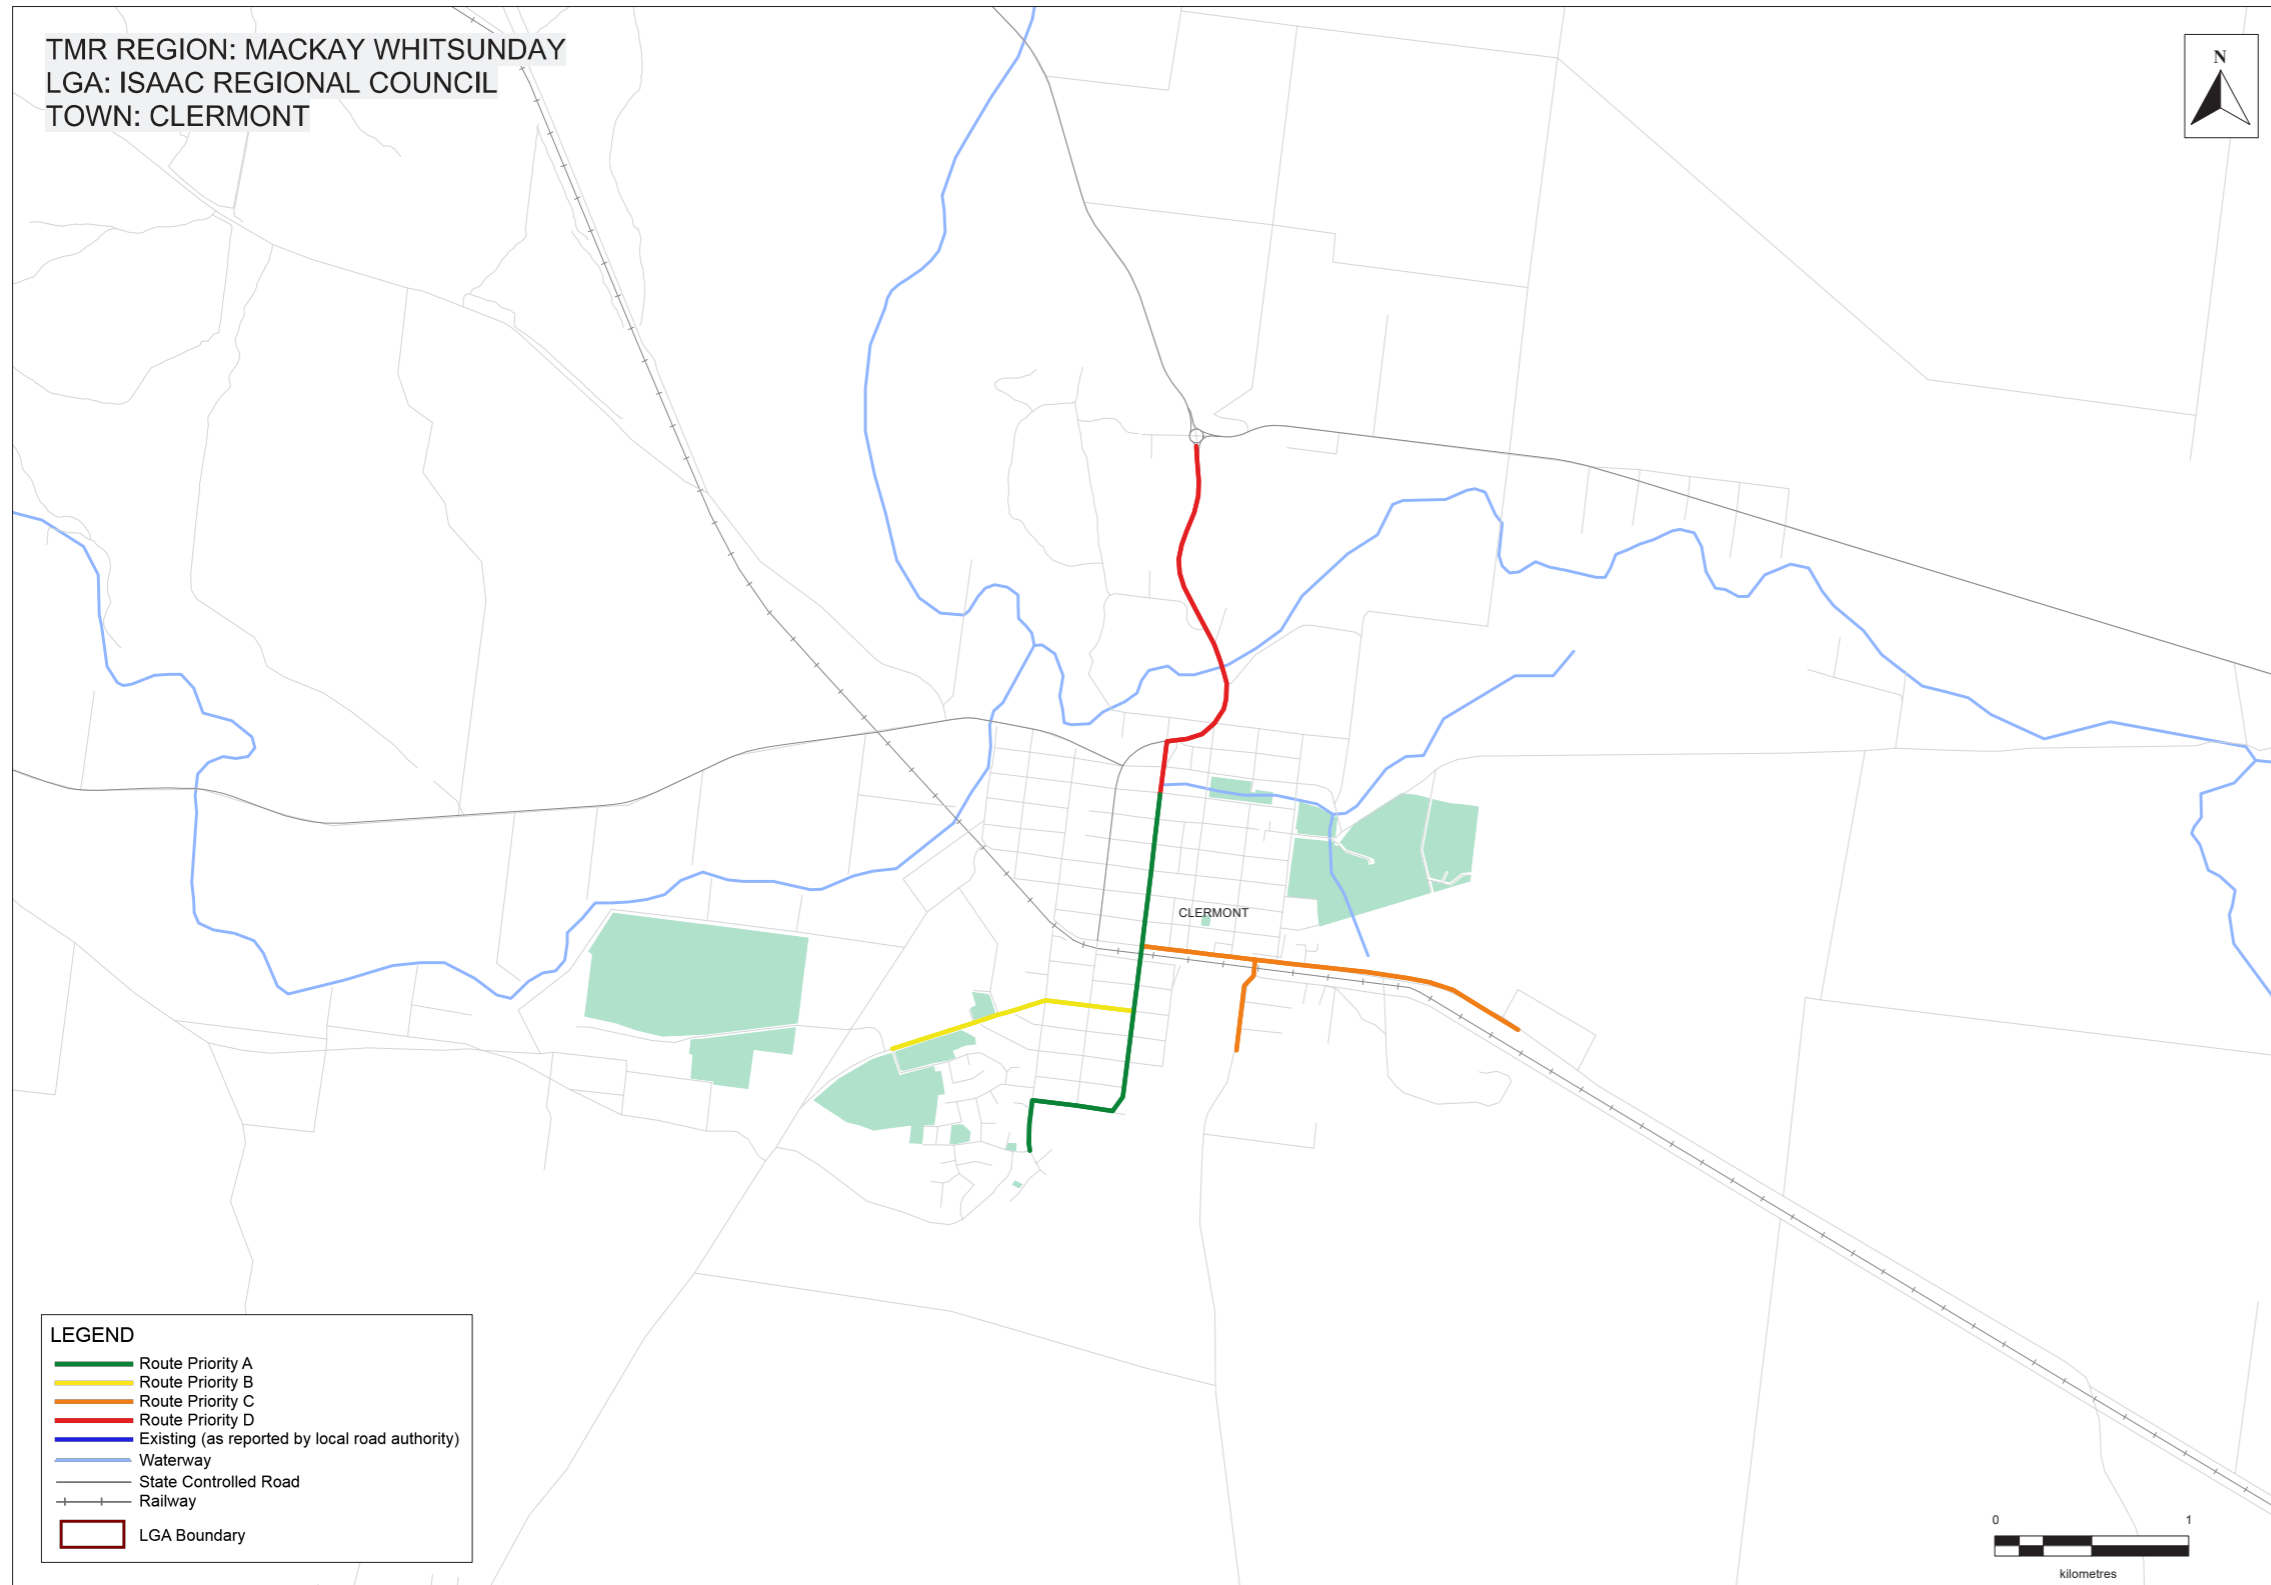 TMR REGION: MACKAY WHITSUNDAY
LGA: ISAAC REGIONAL COUNCIL
TOWN: CLERMONT
N
CLERMONT
LEGEND
Route Priority A
Route Priority B
Route Priority C
Route Priority D
Existing (as reported by local road authority)
Waterway
State Controlled Road
Railway
LGA Boundary
0 1
kilometres